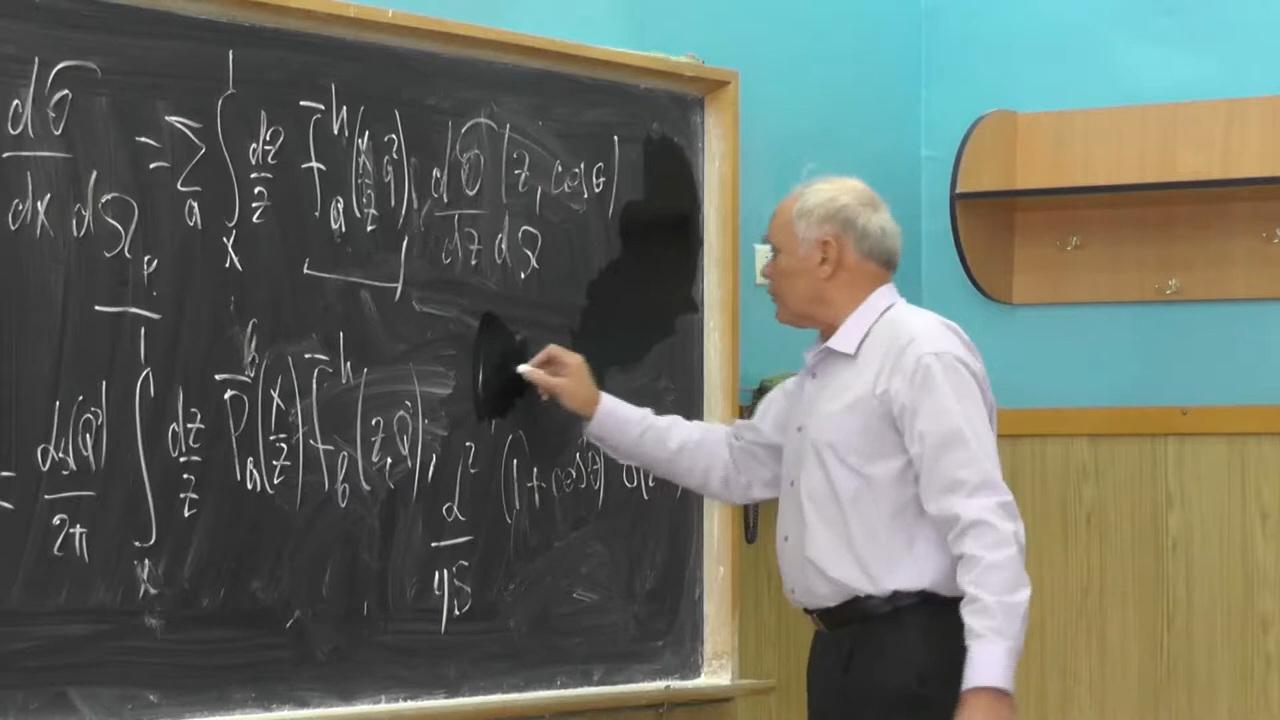 dσ/dx dΩ_p = Σ_a ∫_x^1 dz/z f̄_a^h(x/z, Q²), dσ/dz dΩ (z, cosθ)
= α_s(Q²)/2π ∫_x^1 dz/z P̄_a^b(x/z) f̄_b^h(z, Q²), α²/4S (1+cos²θ)